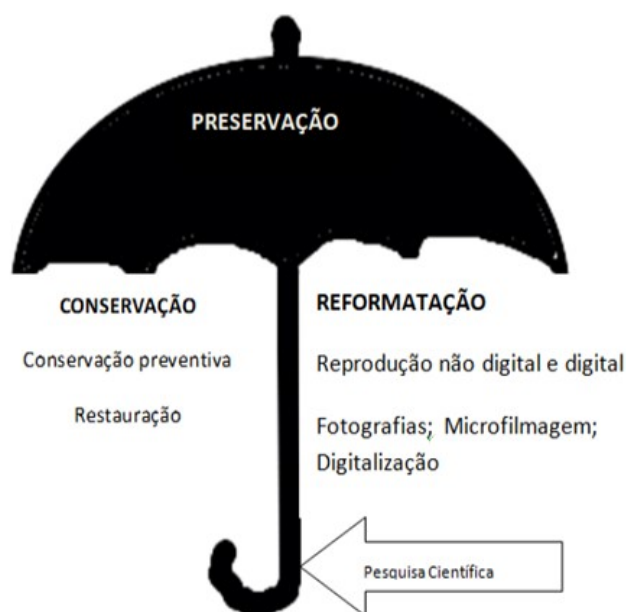 PRESERVAÇÃO
CONSERVAÇÃO
Conservação preventiva
Restauração
REFORMATAÇÃO
Reprodução não digital e digital
Fotografias; Microfilmagem;
Digitalização
Pesquisa Científica